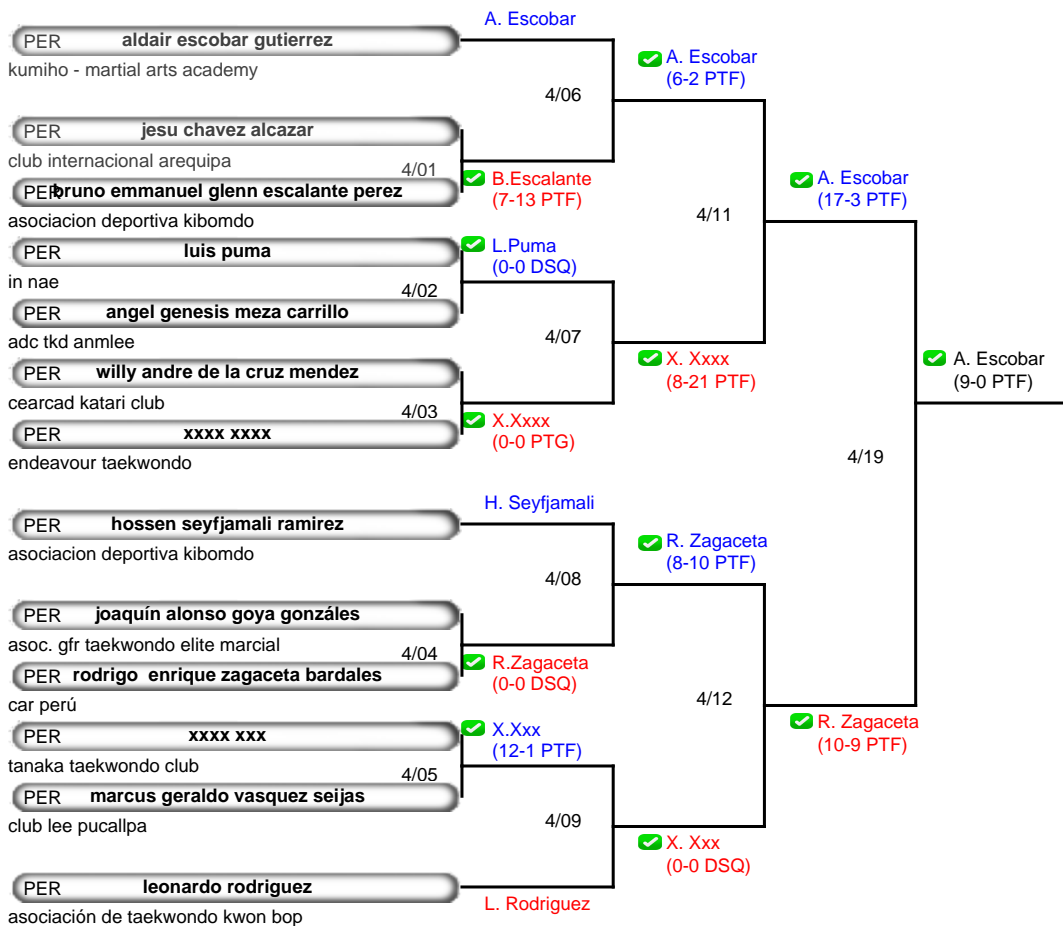 A. Escobar
PER aldair escobar gutierrez
kumiho - martial arts academy
A. Escobar
(6-2 PTF)
4/06
PER jesu chavez alcazar
club internacional arequipa
4/01
B.Escalante
(7-13 PTF)
PER bruno emmanuel glenn escalante perez
asociacion deportiva kibomdo
A. Escobar
(17-3 PTF)
4/11
PER luis puma
in nae
L.Puma
(0-0 DSQ)
4/02
PER angel genesis meza carrillo
adc tkd anmlee
4/07
X. Xxxx
(8-21 PTF)
PER willy andre de la cruz mendez
cearcad katari club
4/03
X.Xxxx
(0-0 PTG)
PER xxxx xxxx
endeavour taekwondo
A. Escobar
(9-0 PTF)
4/19
H. Seyfjamali
PER hossen seyfjamali ramirez
asociacion deportiva kibomdo
R. Zagaceta
(8-10 PTF)
4/08
PER joaquín alonso goya gonzáles
asoc. gfr taekwondo elite marcial
4/04
R.Zagaceta
(0-0 DSQ)
PER rodrigo enrique zagaceta bardales
car perú
4/12
R. Zagaceta
(10-9 PTF)
PER xxxx xxx
tanaka taekwondo club
X.Xxx
(12-1 PTF)
4/05
PER marcus geraldo vasquez seijas
club lee pucallpa
4/09
X. Xxx
(0-0 DSQ)
PER leonardo rodriguez
asociación de taekwondo kwon bop
L. Rodriguez